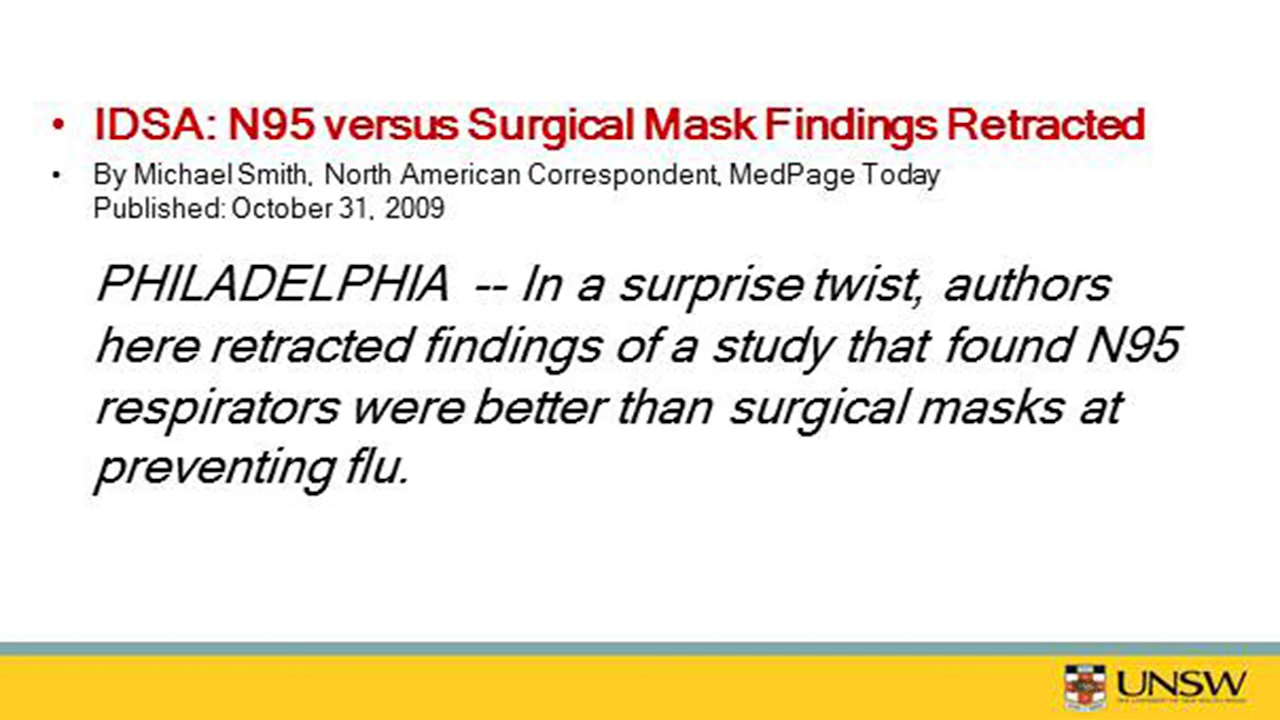 • IDSA: N95 versus Surgical Mask Findings Retracted
• By Michael Smith, North American Correspondent, MedPage Today
Published: October 31, 2009
PHILADELPHIA -- In a surprise twist, authors
here retracted findings of a study that found N95
respirators were better than surgical masks at
preventing flu.
UNSW